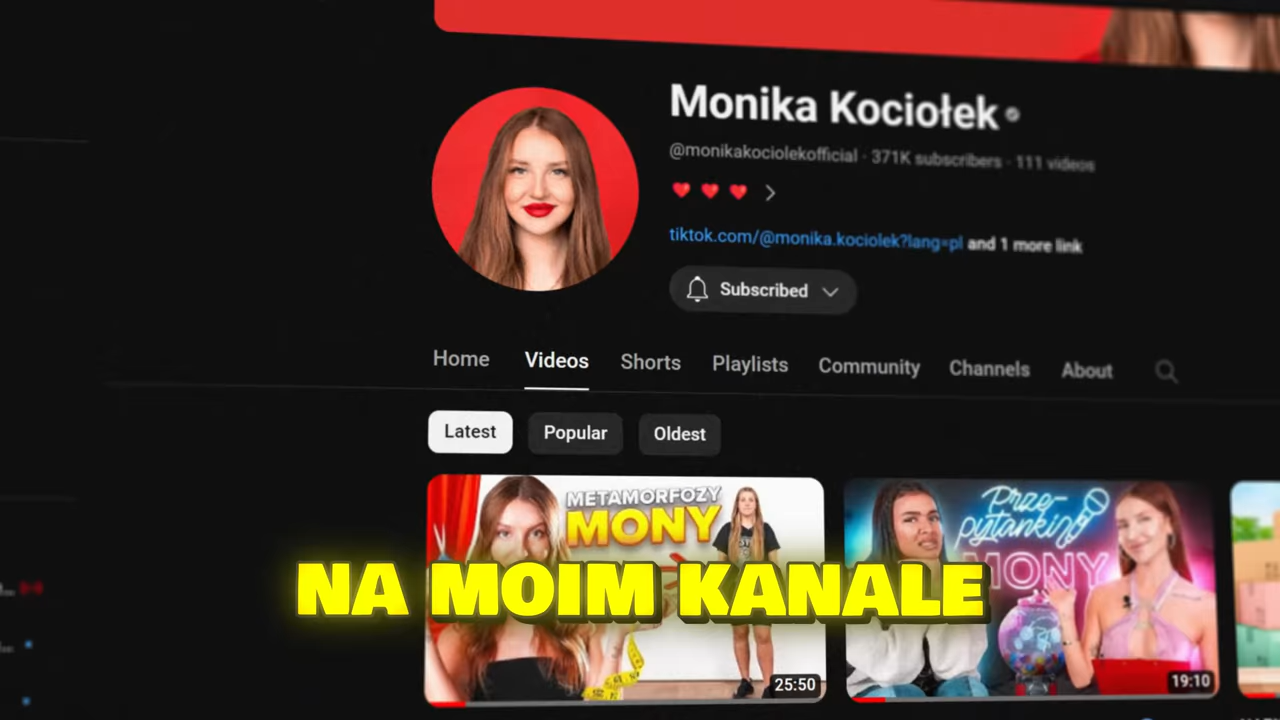 Monika Kociołek
@monikakociolekofficial · 371K subscribers · 111 videos
tiktok.com/@monika.kociolek?lang=pl and 1 more link
Subscribed
Home Videos Shorts Playlists Community Channels About
Latest Popular Oldest
METAMORFOZY
MONY
Prze-
pytanki
MONY
NA MOIM KANALE
25:50
19:10